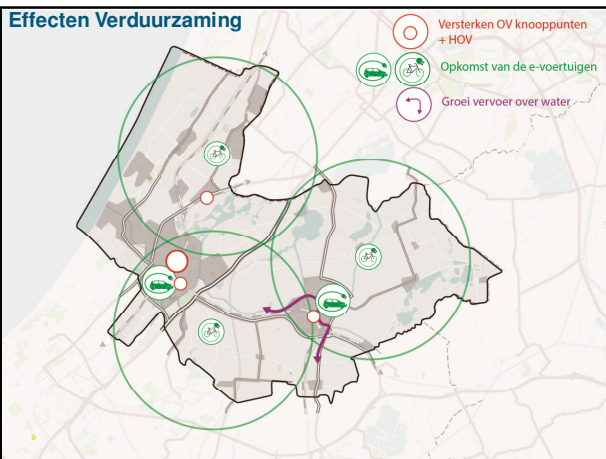 Effecten Verduurzaming
Versterken OV knooppunten
+ HOV
Opkomst van de e-voertuigen
Groei vervoer over water
9